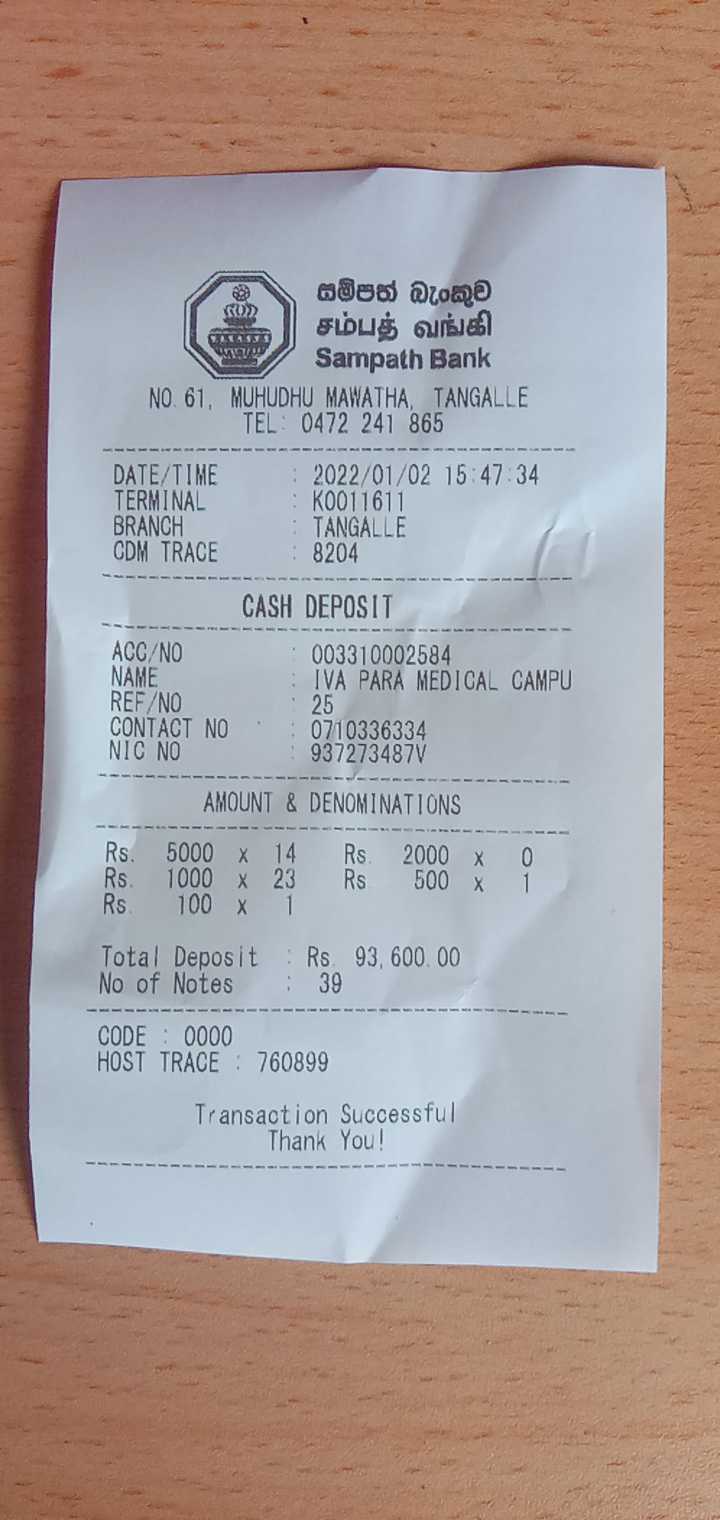 සම්පත් බැංකුව
சம்பத் வங்கி
Sampath Bank
NO. 61, MUHUDHU MAWATHA, TANGALLE
TEL: 0472 241 865
DATE/TIME : 2022/01/02 15:47:34
TERMINAL : K0011611
BRANCH : TANGALLE
CDM TRACE : 8204
CASH DEPOSIT
ACC/NO : 003310002584
NAME : IVA PARA MEDICAL CAMPU
REF/NO : 25
CONTACT NO : 0710336334
NIC NO : 937273487V
AMOUNT & DENOMINATIONS
Rs. 5000 x 14 Rs. 2000 x 0
Rs. 1000 x 23 Rs. 500 x 1
Rs. 100 x 1
Total Deposit : Rs. 93,600.00
No of Notes : 39
CODE : 0000
HOST TRACE : 760899
Transaction Successful
Thank You!